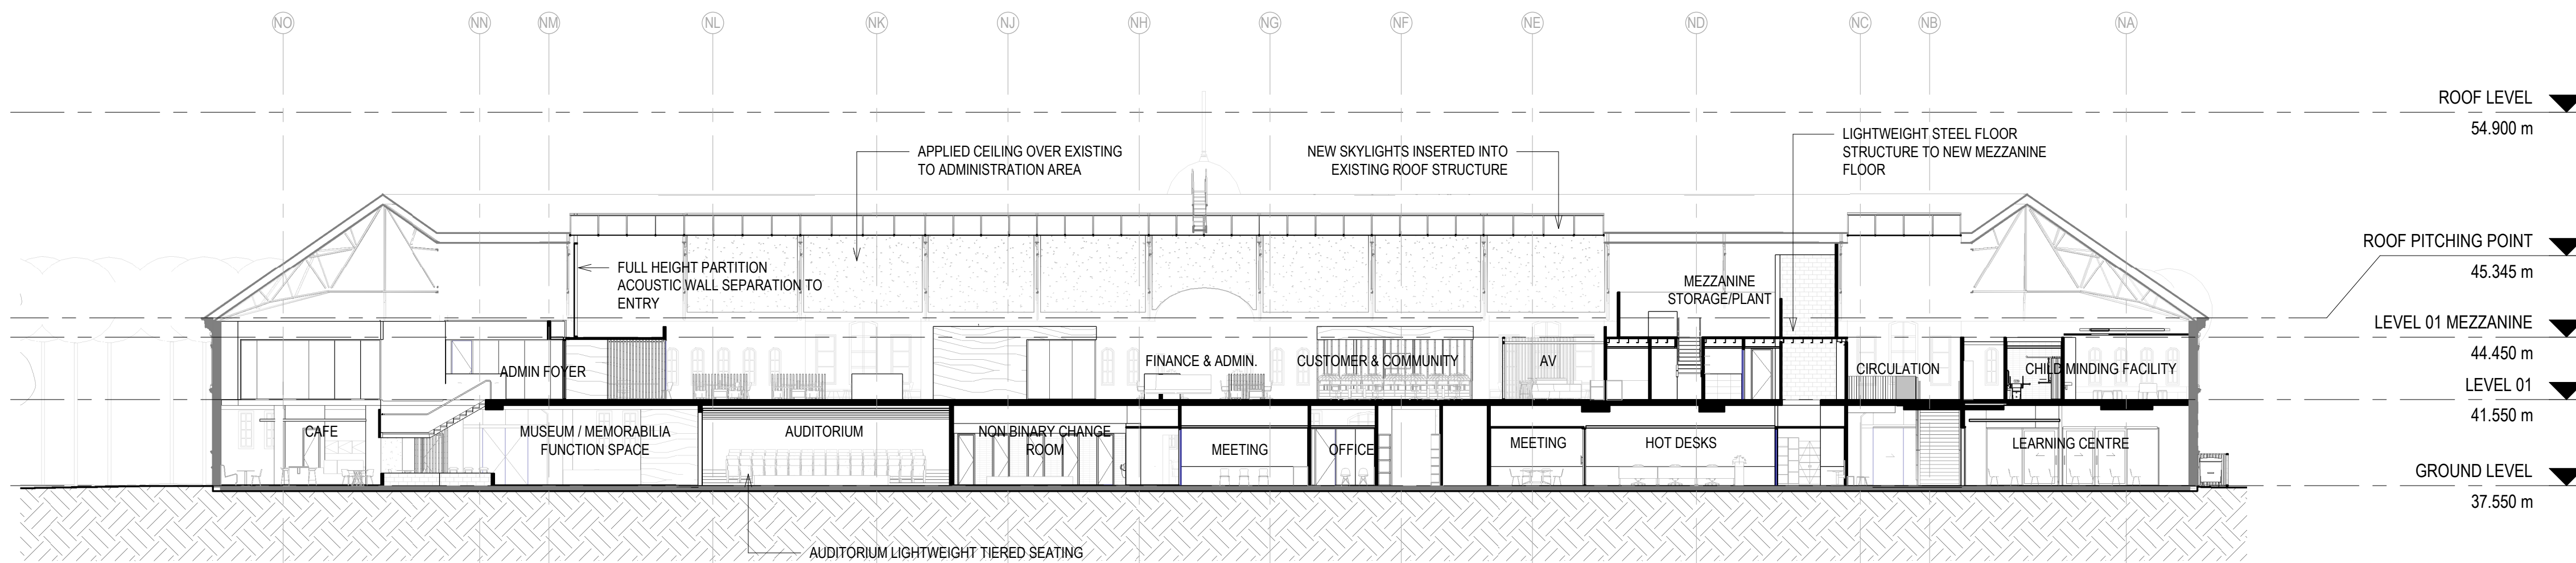 NO NN NM NL NK NJ NH NG NF NE ND NC NB NA
ROOF LEVEL
54.900 m
APPLIED CEILING OVER EXISTING
TO ADMINISTRATION AREA
NEW SKYLIGHTS INSERTED INTO
EXISTING ROOF STRUCTURE
LIGHTWEIGHT STEEL FLOOR
STRUCTURE TO NEW MEZZANINE
FLOOR
ROOF PITCHING POINT
45.345 m
FULL HEIGHT PARTITION
ACOUSTIC WALL SEPARATION TO
ENTRY
MEZZANINE
STORAGE/PLANT
LEVEL 01 MEZZANINE
44.450 m
ADMIN FOYER
FINANCE & ADMIN.
CUSTOMER & COMMUNITY
AV
CIRCULATION
CHILD MINDING FACILITY
LEVEL 01
41.550 m
CAFE
MUSEUM / MEMORABILIA
FUNCTION SPACE
AUDITORIUM
NON BINARY CHANGE
ROOM
MEETING
OFFICE
MEETING
HOT DESKS
LEARNING CENTRE
GROUND LEVEL
37.550 m
AUDITORIUM LIGHTWEIGHT TIERED SEATING